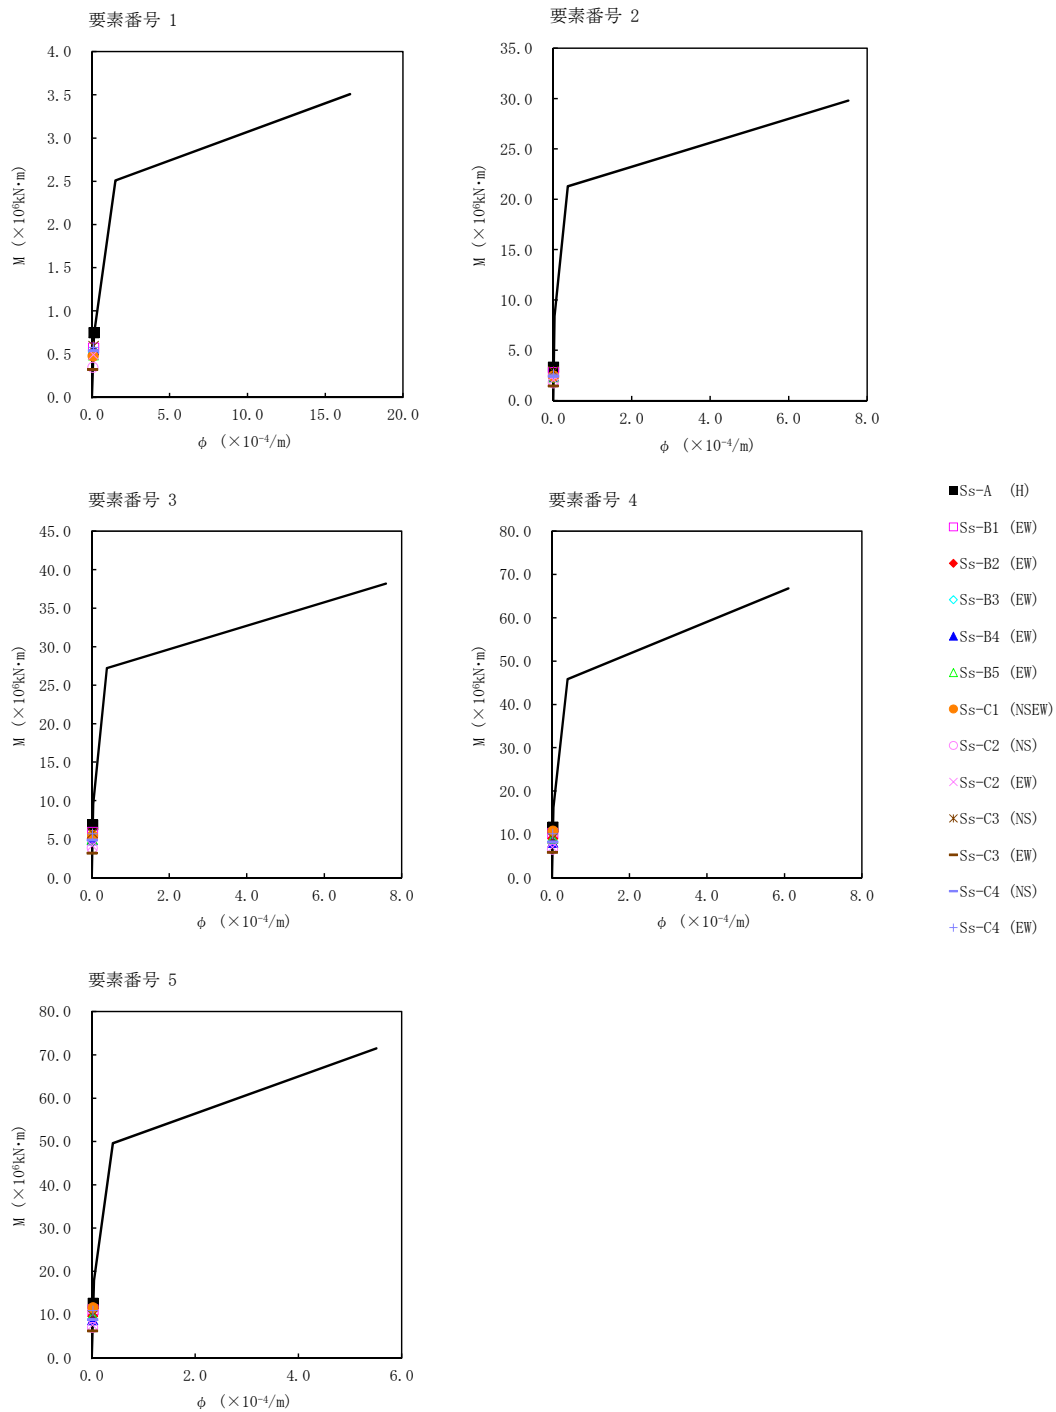 要素番号 1
4.0
3.5
3.0
2.5
2.0
1.5
1.0
0.5
0.0
M (×10⁶kN・m)
0.0 5.0 10.0 15.0 20.0
φ (×10⁻⁴/m)
要素番号 2
35.0
30.0
25.0
20.0
15.0
10.0
5.0
0.0
M (×10⁶kN・m)
0.0 2.0 4.0 6.0 8.0
φ (×10⁻⁴/m)
要素番号 3
45.0
40.0
35.0
30.0
25.0
20.0
15.0
10.0
5.0
0.0
M (×10⁶kN・m)
0.0 2.0 4.0 6.0 8.0
φ (×10⁻⁴/m)
要素番号 4
80.0
70.0
60.0
50.0
40.0
30.0
20.0
10.0
0.0
M (×10⁶kN・m)
0.0 2.0 4.0 6.0 8.0
φ (×10⁻⁴/m)
Ss-A (H)
Ss-B1 (EW)
Ss-B2 (EW)
Ss-B3 (EW)
Ss-B4 (EW)
Ss-B5 (EW)
Ss-C1 (NSEW)
Ss-C2 (NS)
Ss-C2 (EW)
Ss-C3 (NS)
Ss-C3 (EW)
Ss-C4 (NS)
Ss-C4 (EW)
要素番号 5
80.0
70.0
60.0
50.0
40.0
30.0
20.0
10.0
0.0
M (×10⁶kN・m)
0.0 2.0 4.0 6.0
φ (×10⁻⁴/m)